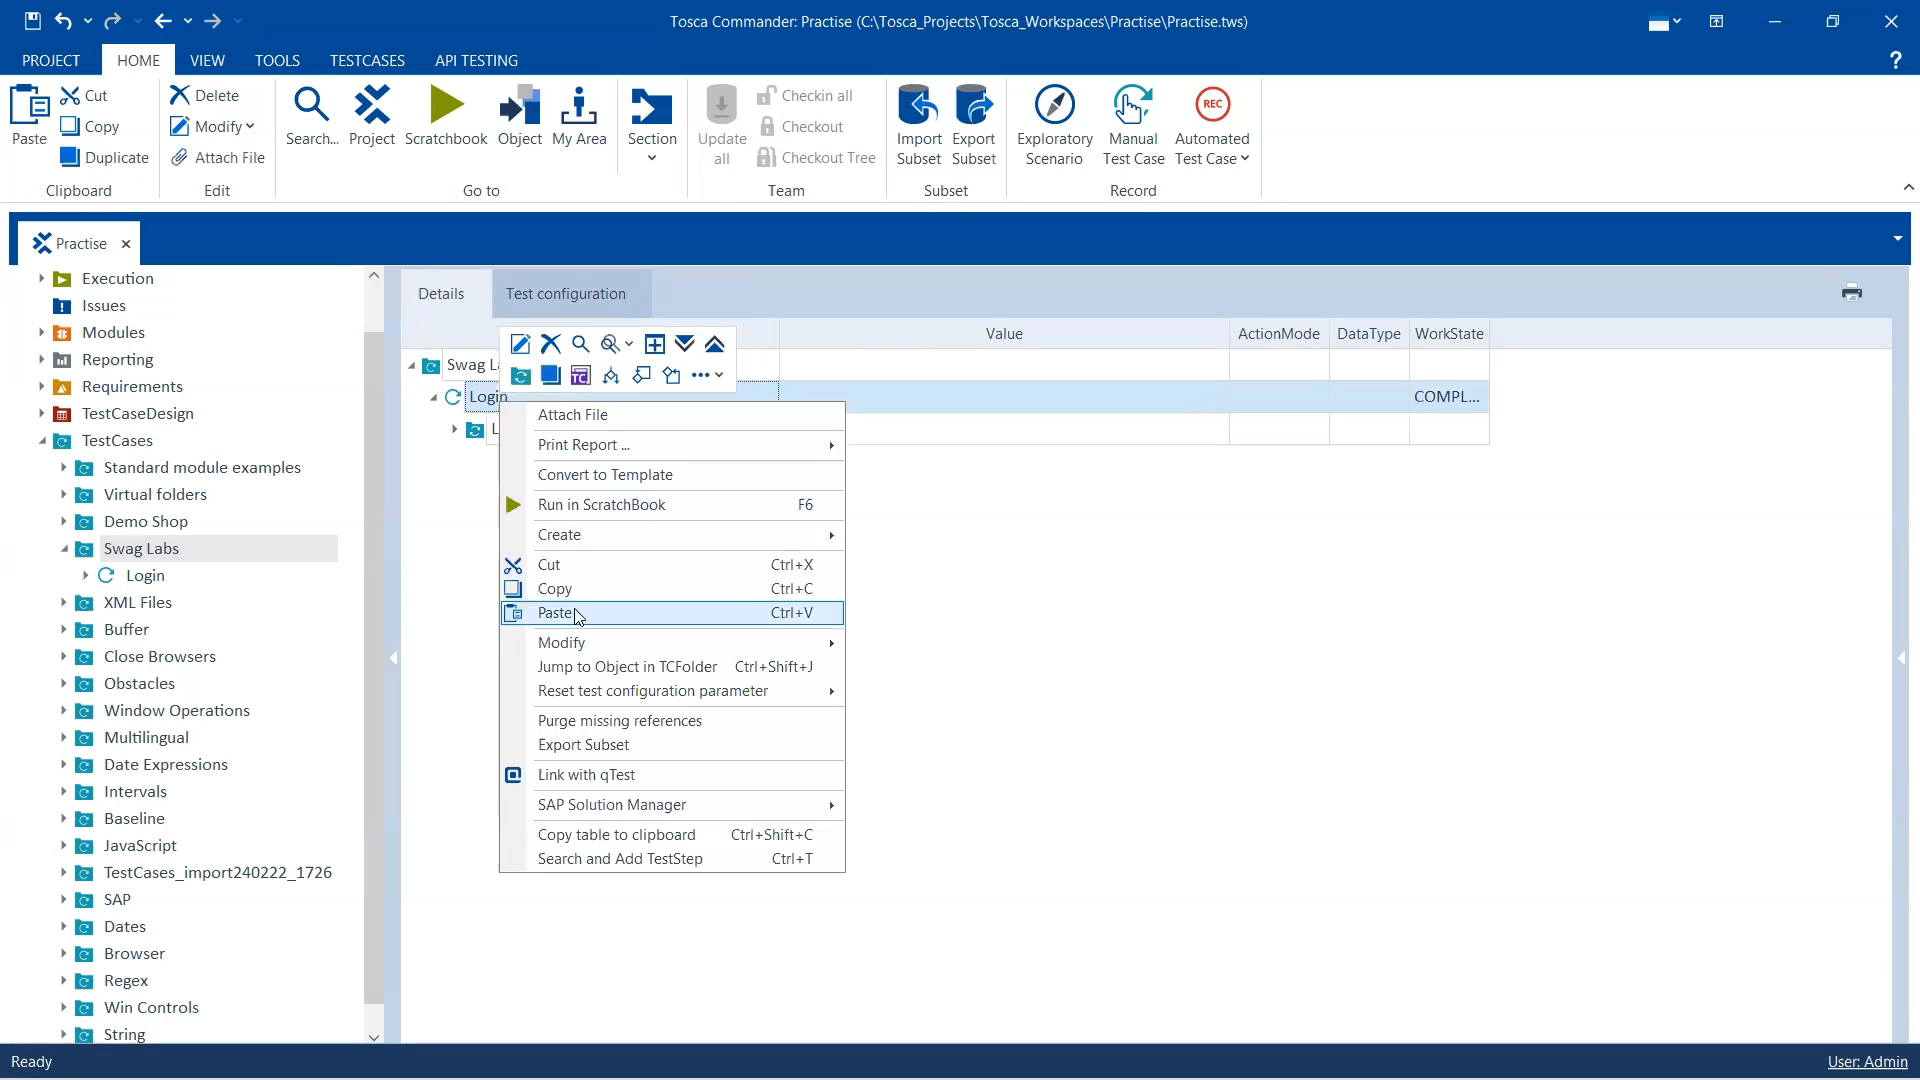 Tosca Commander: Practise (C:\Tosca_Projects\Tosca_Workspaces\Practise\Practise.tws)
PROJECT HOME VIEW TOOLS TESTCASES API TESTING ?
Paste
Cut
Copy
Duplicate
Clipboard
Delete
Modify
Attach File
Edit
Search...
Project
Scratchbook
Object
My Area
Go to
Section
Update all
Checkin all
Checkout
Checkout Tree
Team
Import Subset
Export Subset
Subset
Exploratory Scenario
Manual Test Case
REC
Automated Test Case
Record
Practise
Execution
Issues
Modules
Reporting
Requirements
TestCaseDesign
TestCases
Standard module examples
Virtual folders
Demo Shop
Swag Labs
Login
XML Files
Buffer
Close Browsers
Obstacles
Window Operations
Multilingual
Date Expressions
Intervals
Baseline
JavaScript
TestCases_import240222_1726
SAP
Dates
Browser
Regex
Win Controls
String
Details Test configuration
Value ActionMode DataType WorkState
Swag La
TC
Login COMPL...
L
Attach File
Print Report ...
Convert to Template
Run in ScratchBook F6
Create
Cut Ctrl+X
Copy Ctrl+C
Paste Ctrl+V
Modify
Jump to Object in TCFolder Ctrl+Shift+J
Reset test configuration parameter
Purge missing references
Export Subset
Link with qTest
SAP Solution Manager
Copy table to clipboard Ctrl+Shift+C
Search and Add TestStep Ctrl+T
Ready User: Admin